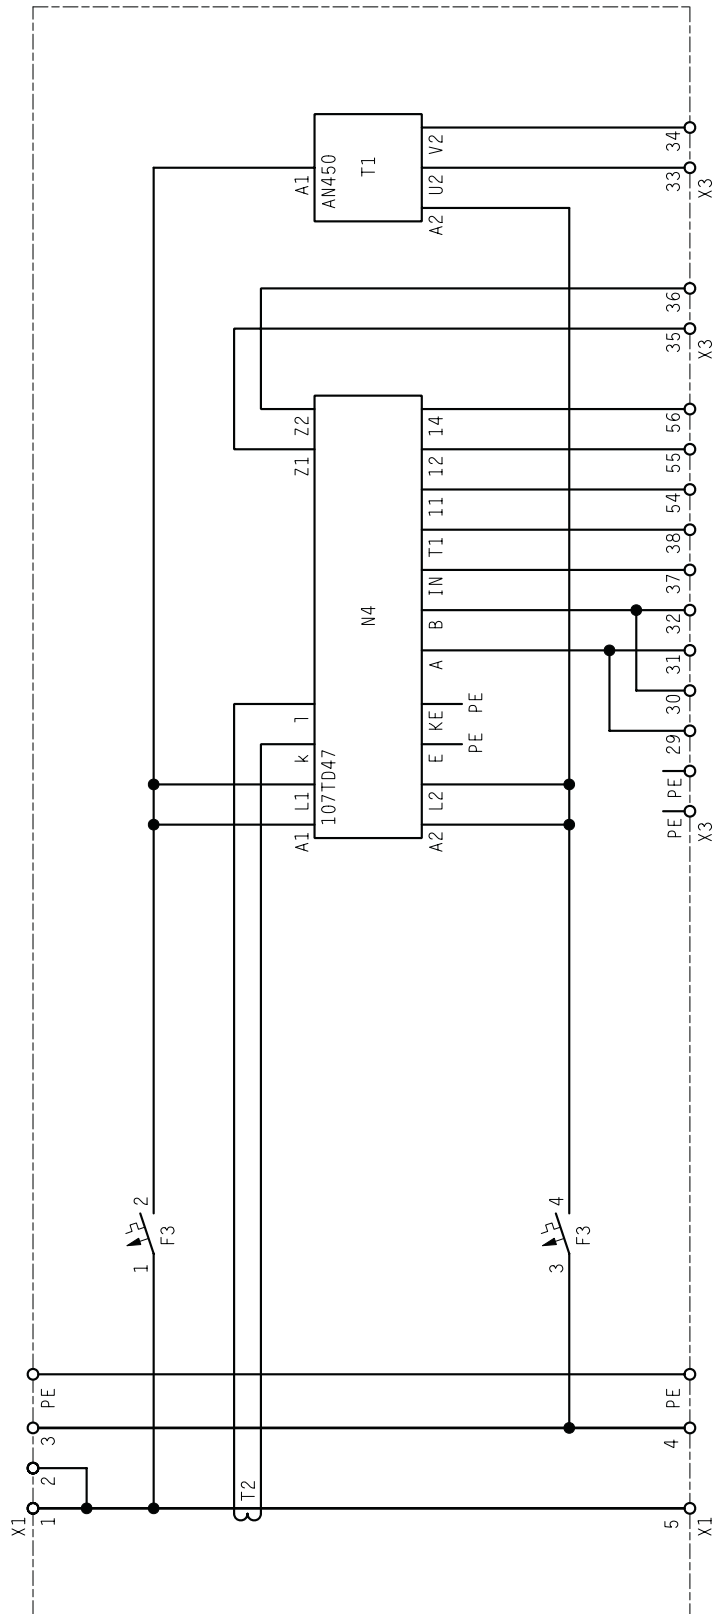 34
V2
T1
AN450
A1
U2
33
X3
A2
36
35
X3
Z2
14
56
Z1
12
55
11
54
T1
38
IN
37
N4
B
32
A
31
30
l
KE
PE
29
k
E
PE
PE
L1
107TD47
L2
PE
X3
A1
A2
2
F3
1
4
F3
3
PE
PE
3
4
2
T2
X1
1
5
X1